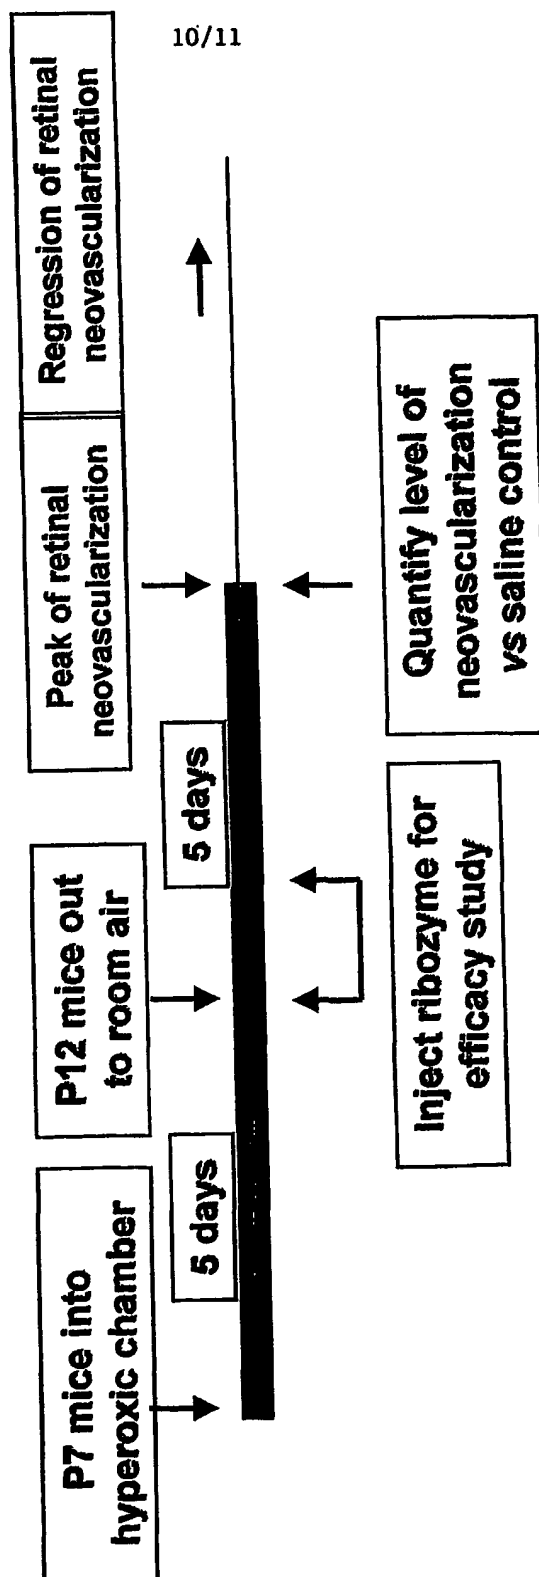 10/11
P7 mice into
hyperoxic chamber
5 days
P12 mice out
to room air
5 days
Peak of retinal
neovascularization
Regression of retinal
neovascularization
Inject ribozyme for
efficacy study
Quantify level of
neovascularization
vs saline control